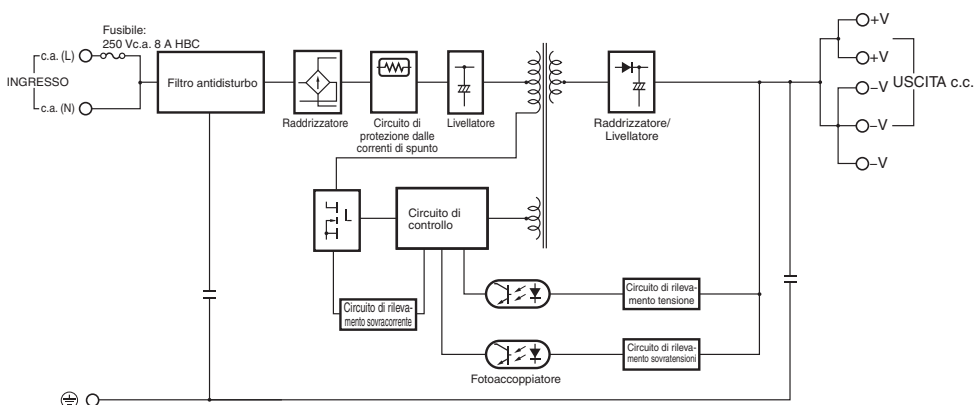 Fusibile:
250 Vc.a. 8 A HBC
c.a. (L)
INGRESSO
c.a. (N)
Filtro antidisturbo
Raddrizzatore
Circuito di
protezione dalle
correnti di spunto
Livellatore
Raddrizzatore/
Livellatore
+V
+V
–V
–V
–V
USCITA c.c.
L
Circuito di
controllo
Circuito di rileva-
mento sovracorrente
Circuito di rileva-
mento tensione
Circuito di rileva-
mento sovratensioni
Fotoaccoppiatore